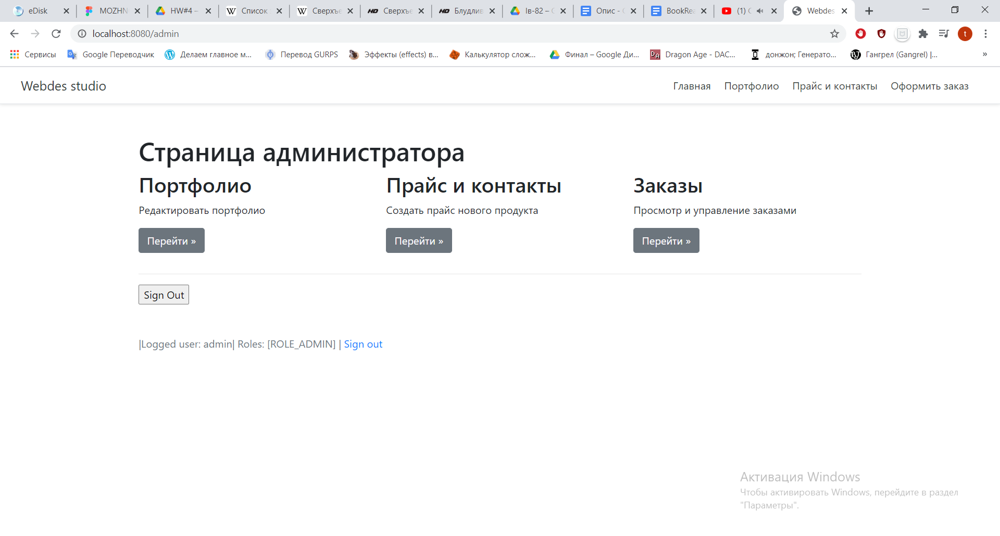 eDisk
MOZHN
HW#4 –
Список
Сверхъе
Сверхъе
Блудлив
Ів-82 – С
Опис - G
BookRea
(1) С
Webdes
localhost:8080/admin
t
Сервисы
Google Переводчик
Делаем главное м...
Перевод GURPS
Эффекты (effects) в...
Калькулятор слож...
Финал – Google Ди...
Dragon Age - DAC...
донжон; Генерато...
Гангрел (Gangrel) |...
»
Webdes studio
Главная
Портфолио
Прайс и контакты
Оформить заказ
Страница администратора
Портфолио
Редактировать портфолио
Перейти »
Прайс и контакты
Создать прайс нового продукта
Перейти »
Заказы
Просмотр и управление заказами
Перейти »
Sign Out
|Logged user: admin| Roles: [ROLE_ADMIN] | Sign out
Активация Windows
Чтобы активировать Windows, перейдите в раздел
"Параметры".